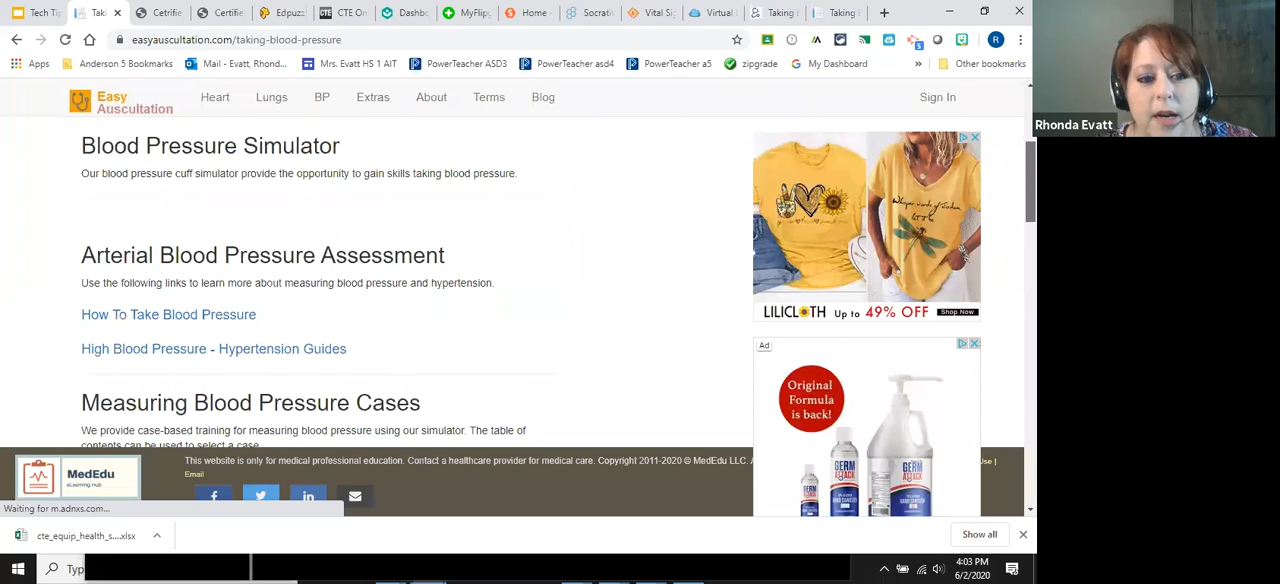 Tech Ti
Taki
Cetrifie
Certifie
Edpuzz
CTE On
Dashb
MyFlip
Home -
Socrati
Vital Si
Virtual
Taking
Taking
easyauscultation.com/taking-blood-pressure
Apps
Anderson 5 Bookmarks
Mail - Evatt, Rhond...
Mrs. Evatt HS 1 AIT
PowerTeacher ASD3
PowerTeacher asd4
PowerTeacher a5
zipgrade
My Dashboard
»
Other bookmarks
Easy
Auscultation
Heart
Lungs
BP
Extras
About
Terms
Blog
Sign In
Rhonda Evatt
Blood Pressure Simulator
Our blood pressure cuff simulator provide the opportunity to gain skills taking blood pressure.
Arterial Blood Pressure Assessment
Use the following links to learn more about measuring blood pressure and hypertension.
How To Take Blood Pressure
High Blood Pressure - Hypertension Guides
Measuring Blood Pressure Cases
We provide case-based training for measuring blood pressure using our simulator. The table of
contents can be used to select a case.
LILICLOTH Up to 49% OFF Shop Now
Ad
Original
Formula
is back!
GERM
ATTACK
GERM
ATTACK
MedEdu
eLearning hub
This website is only for medical professional education. Contact a healthcare provider for medical care. Copyright 2011-2020 © MedEdu LLC.
Use |
Email
Waiting for m.adnxs.com...
cte_equip_health_s....xlsx
Show all
Typ
4:03 PM
6/2/2020